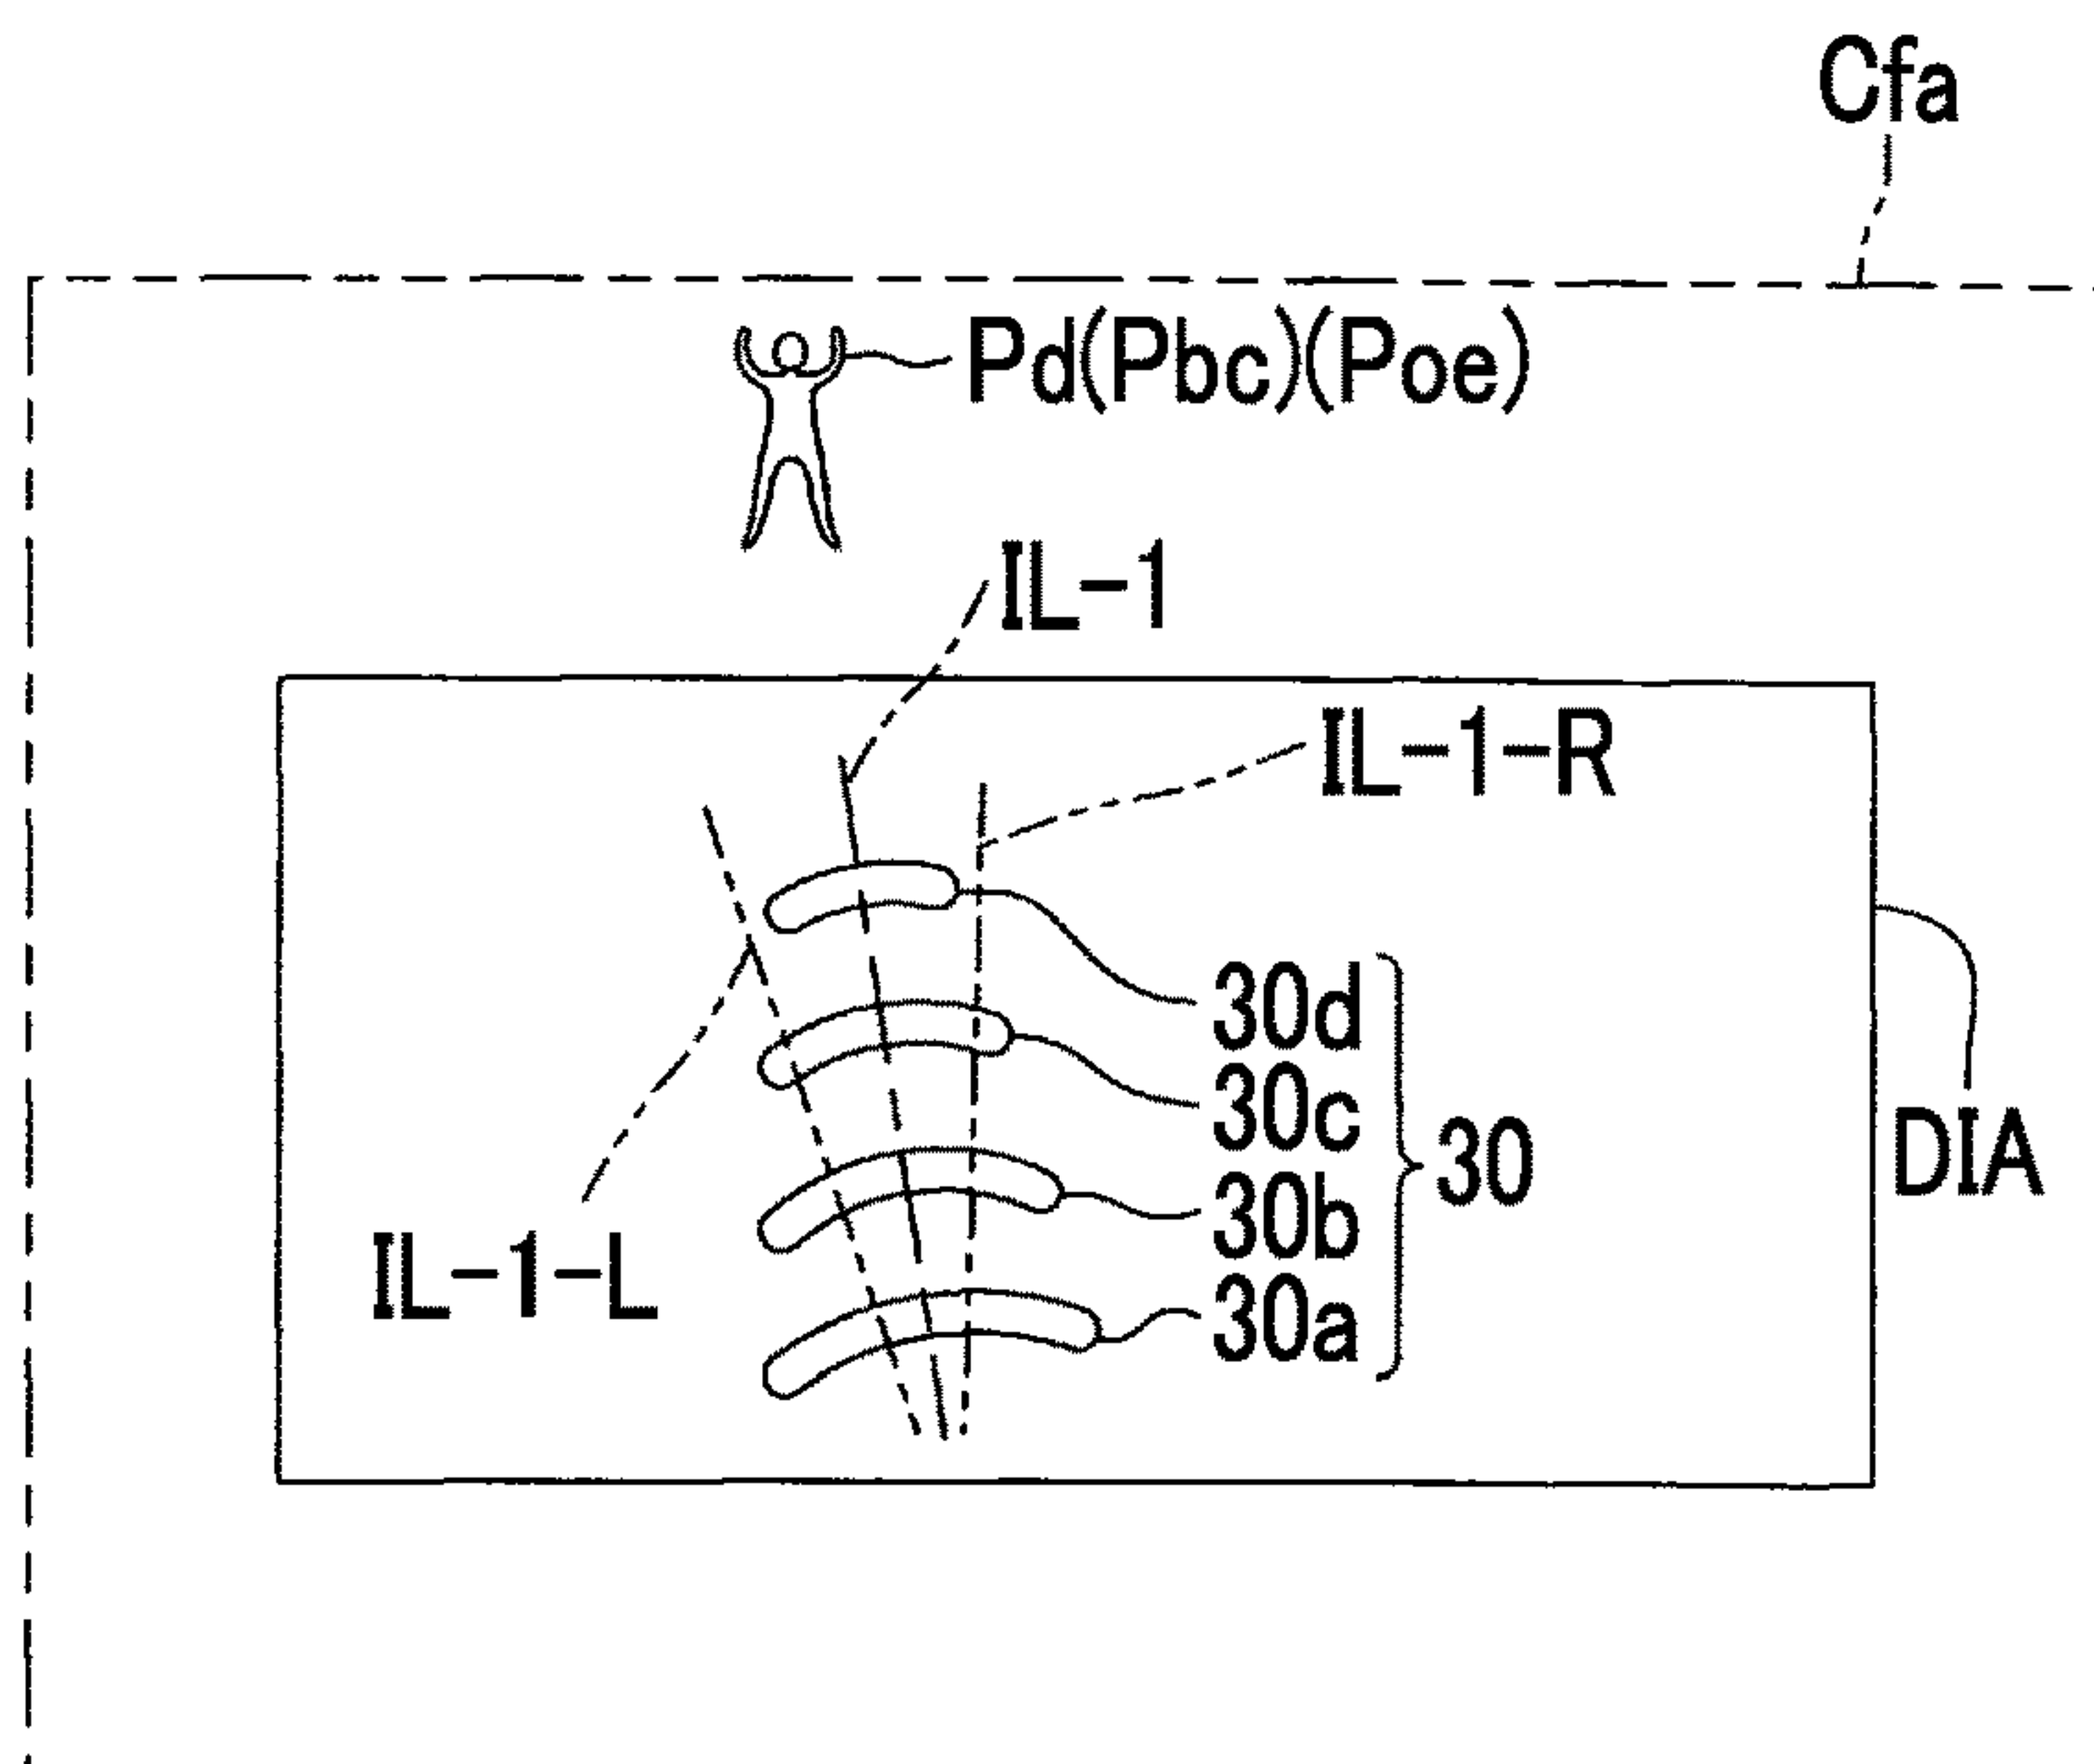 Cfa
Pd(Pbc)(Poe)
IL-1
IL-1-R
30d
30c
30
DIA
30b
IL-1-L
30a